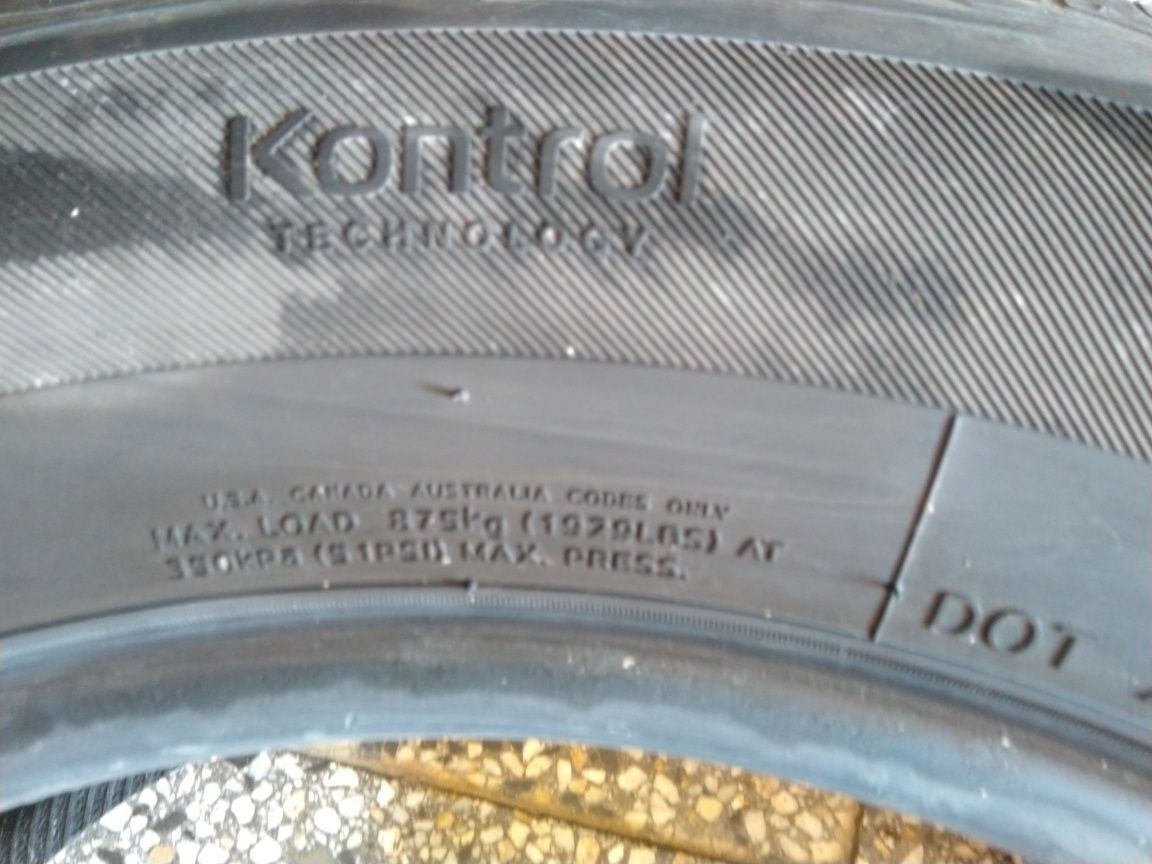 Kontrol
TECHNOLOGY
U.S.A. CANADA AUSTRALIA CODES ONLY
MAX. LOAD 875kg (1929LBS) AT
350KPa (51PSI) MAX. PRESS.
DOT